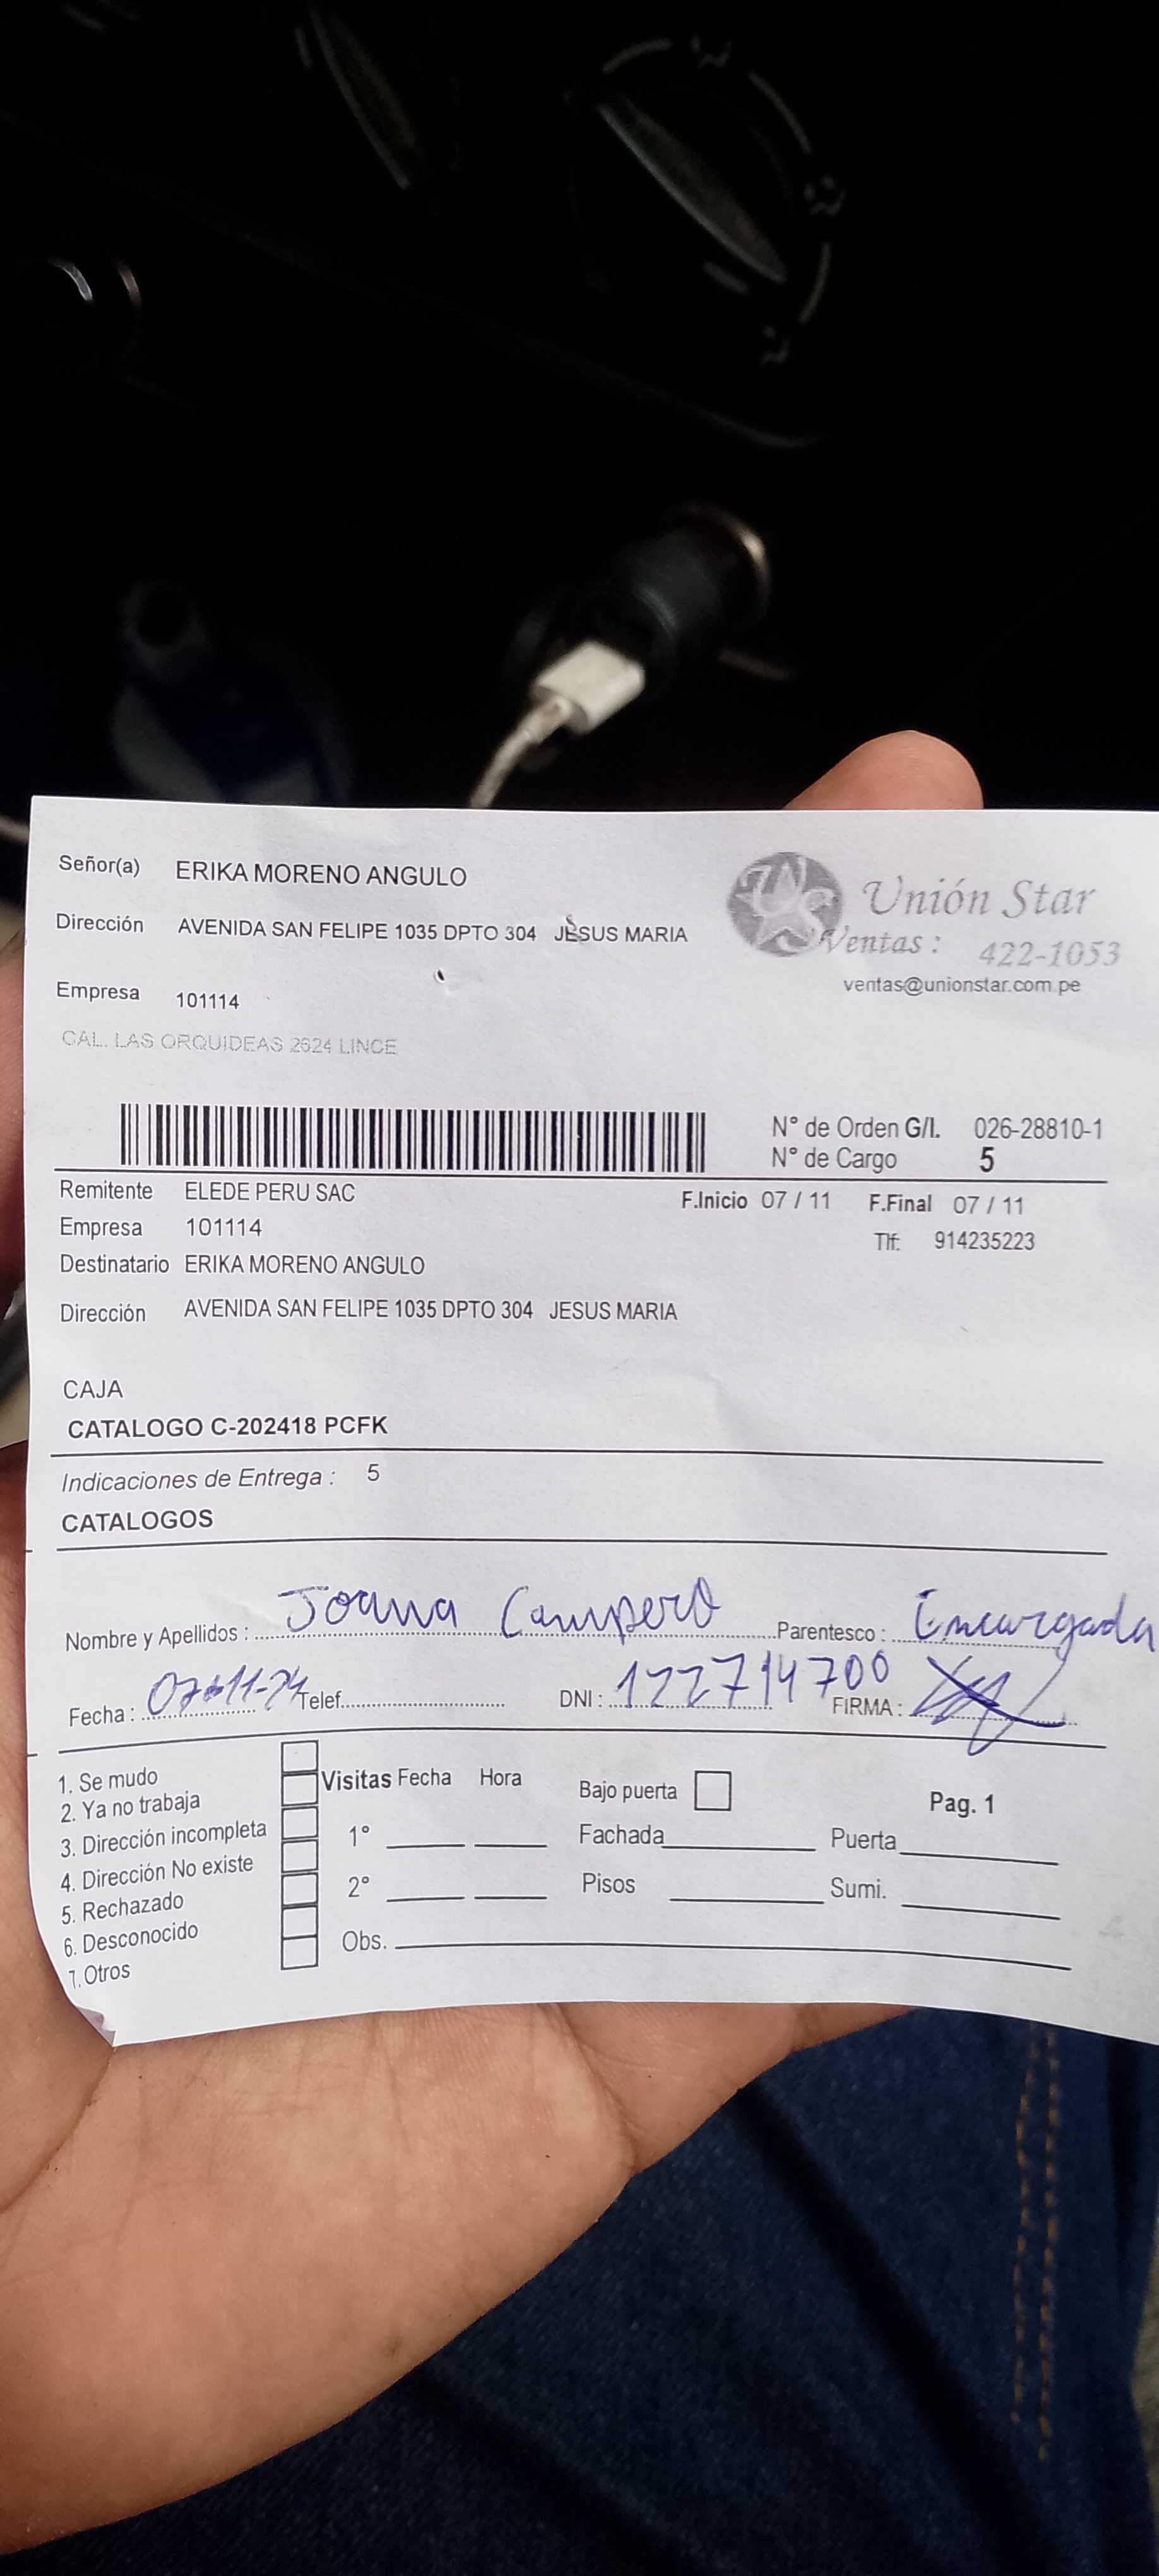 Señor(a) ERIKA MORENO ANGULO
Unión Star
Dirección AVENIDA SAN FELIPE 1035 DPTO 304 JESUS MARIA
Ventas : 422-1053
ventas@unionstar.com.pe
Empresa 101114
CAL. LAS ORQUIDEAS 2624 LINCE
N° de Orden G/I. 026-28810-1
N° de Cargo 5
Remitente ELEDE PERU SAC
F.Inicio 07 / 11 F.Final 07 / 11
Empresa 101114
Tlf: 914235223
Destinatario ERIKA MORENO ANGULO
Dirección AVENIDA SAN FELIPE 1035 DPTO 304 JESUS MARIA
CAJA
CATALOGO C-202418 PCFK
Indicaciones de Entrega : 5
CATALOGOS
Nombre y Apellidos : Joana Campero Parentesco : Encargada
Fecha : 07-11-24 Telef. DNI : 122714700 FIRMA :
1. Se mudo
2. Ya no trabaja
3. Dirección incompleta
4. Dirección No existe
5. Rechazado
6. Desconocido
7. Otros
Visitas Fecha Hora
1°
2°
Obs.
Bajo puerta
Fachada
Pisos
Pag. 1
Puerta
Sumi.